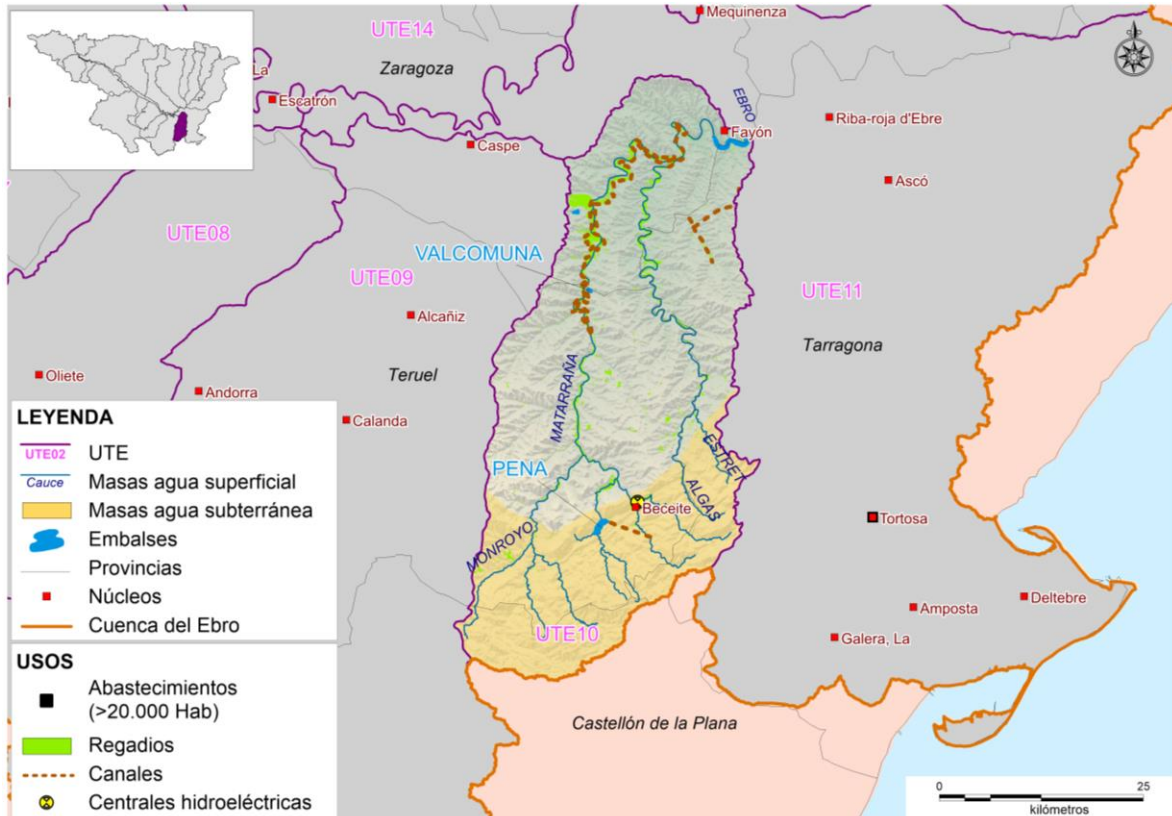 Mequinenza
UTE14
Zaragoza
La
Escatrón
EBRO
Fayón
Riba-roja d'Ebre
Caspe
Ascó
UTE08
VALCOMUNA
UTE09
UTE11
Alcañiz
Tarragona
Teruel
Oliete
Andorra
MATARRAÑA
Calanda
ESTRET
PENA
ALGÁS
Beceite
Tortosa
MONROYO
UTE10
Amposta
Deltebre
Galera, La
Castellón de la Plana
LEYENDA
UTE02 UTE
Cauce Masas agua superficial
Masas agua subterránea
Embalses
Provincias
Núcleos
Cuenca del Ebro
USOS
Abastecimientos
(>20.000 Hab)
Regadios
Canales
Centrales hidroeléctricas
0 25
kilómetros